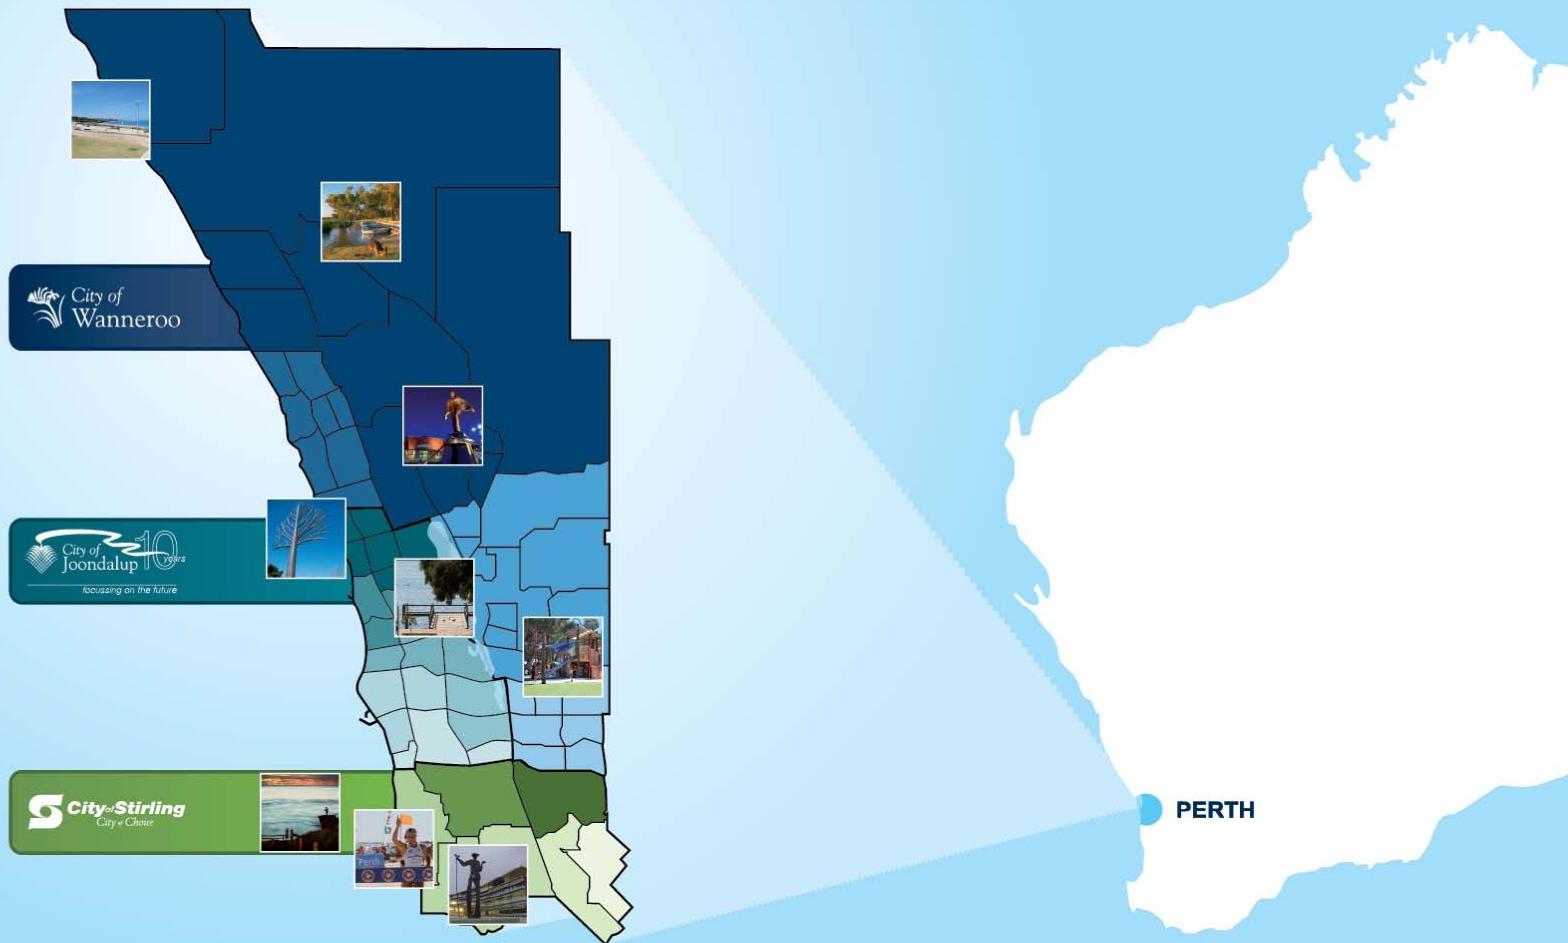 City of
Wanneroo
City of
Joondalup 10
years
focussing on the future
City of Stirling
City of Choice
Perth
PERTH